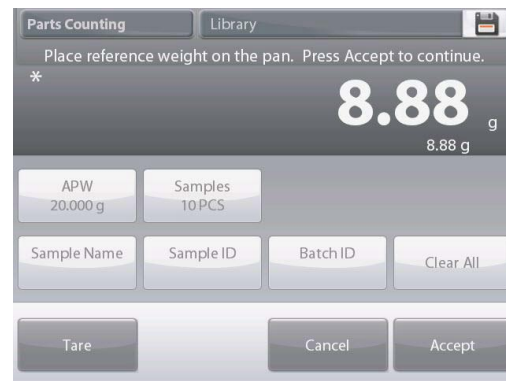 Parts Counting Library
Place reference weight on the pan. Press Accept to continue.
*
8.88 g
8.88 g
APW Samples
20.000 g 10 PCS
Sample Name Sample ID Batch ID Clear All
Tare Cancel Accept